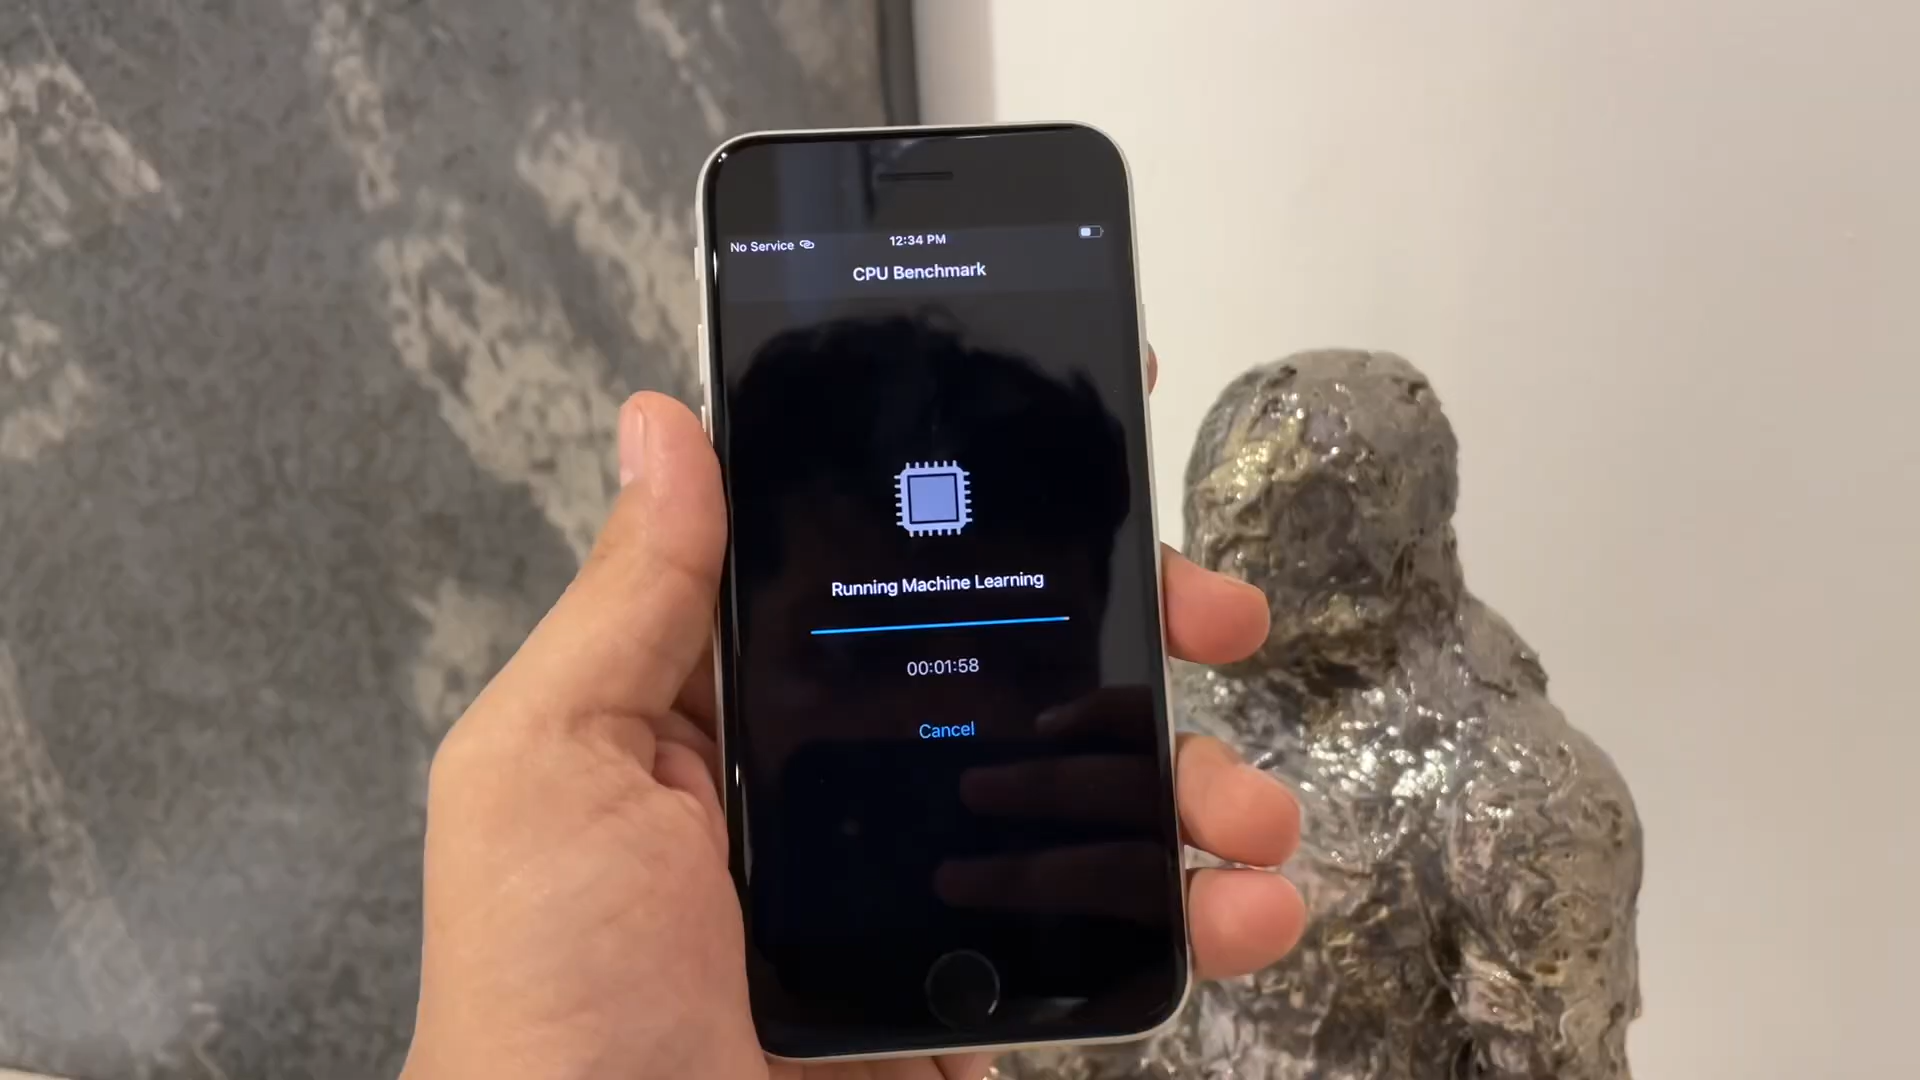 No Service
12:34 PM
CPU Benchmark
Running Machine Learning
00:01:58
Cancel